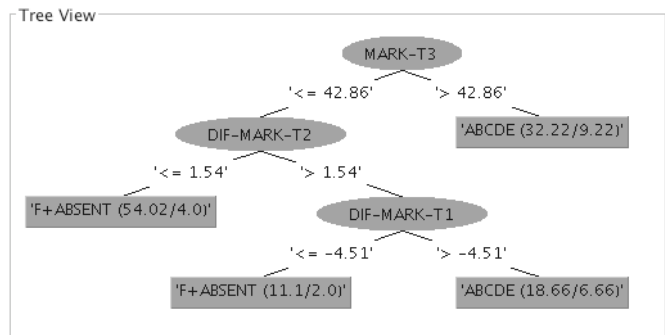 Tree View
MARK-T3
'<= 42.86' '> 42.86'
DIF-MARK-T2 'ABCDE (32.22/9.22)'
'<= 1.54' '> 1.54'
'F+ABSENT (54.02/4.0)' DIF-MARK-T1
'<= -4.51' '> -4.51'
'F+ABSENT (11.1/2.0)' 'ABCDE (18.66/6.66)'